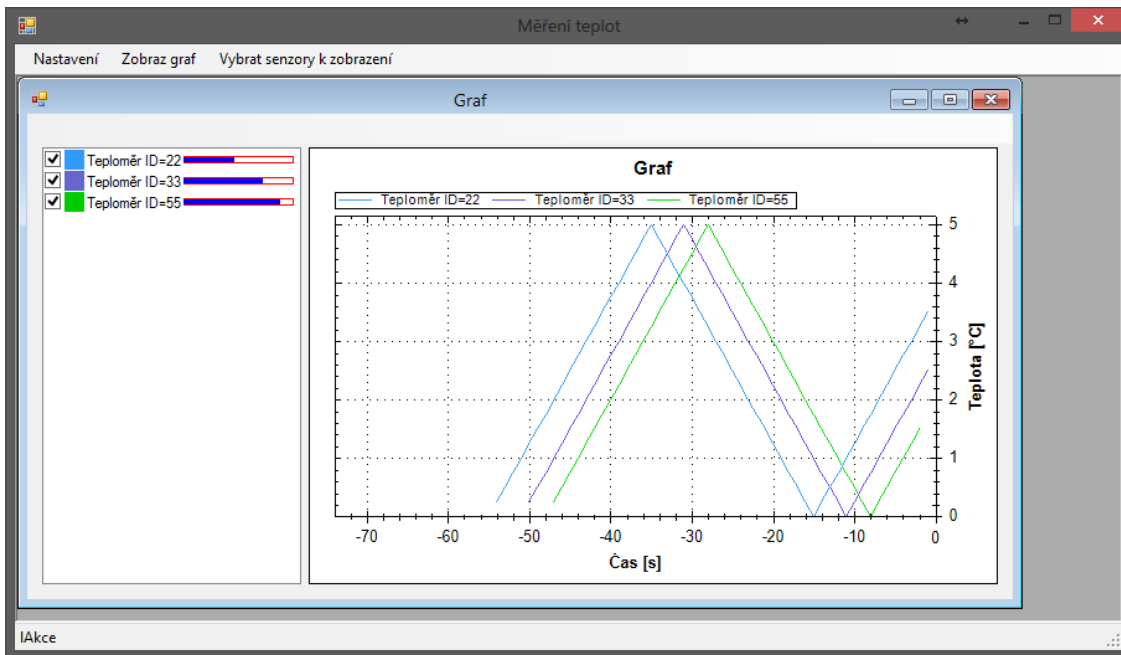 Měření teplot
Nastavení Zobraz graf Vybrat senzory k zobrazení
Graf
Teploměr ID=22
Teploměr ID=33
Teploměr ID=55
Graf
Teploměr ID=22 Teploměr ID=33 Teploměr ID=55
5
4
3
2
1
0
Teplota [°C]
-70 -60 -50 -40 -30 -20 -10 0
Čas [s]
lAkce